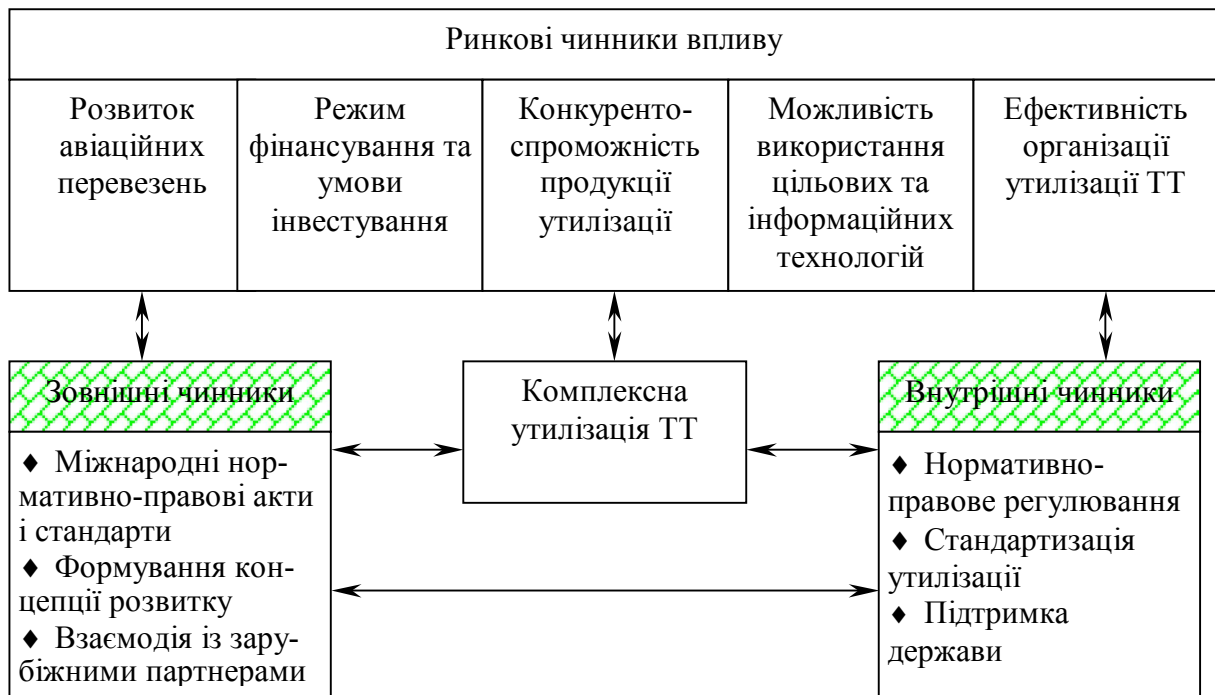 Ринкові чинники впливу
Розвиток
авіаційних
перевезень
Режим
фінансування та
умови
інвестування
Конкуренто-
спроможність
продукції
утилізації
Можливість
використання
цільових та
інформаційних
технологій
Ефективність
організації
утилізації ТТ
Зовнішні чинники
♦ Міжнародні нор-
мативно-правові акти
і стандарти
♦ Формування кон-
цепції розвитку
♦ Взаємодія із зару-
біжними партнерами
Комплексна
утилізація ТТ
Внутрішні чинники
♦ Нормативно-
правове регулювання
♦ Стандартизація
утилізації
♦ Підтримка
держави